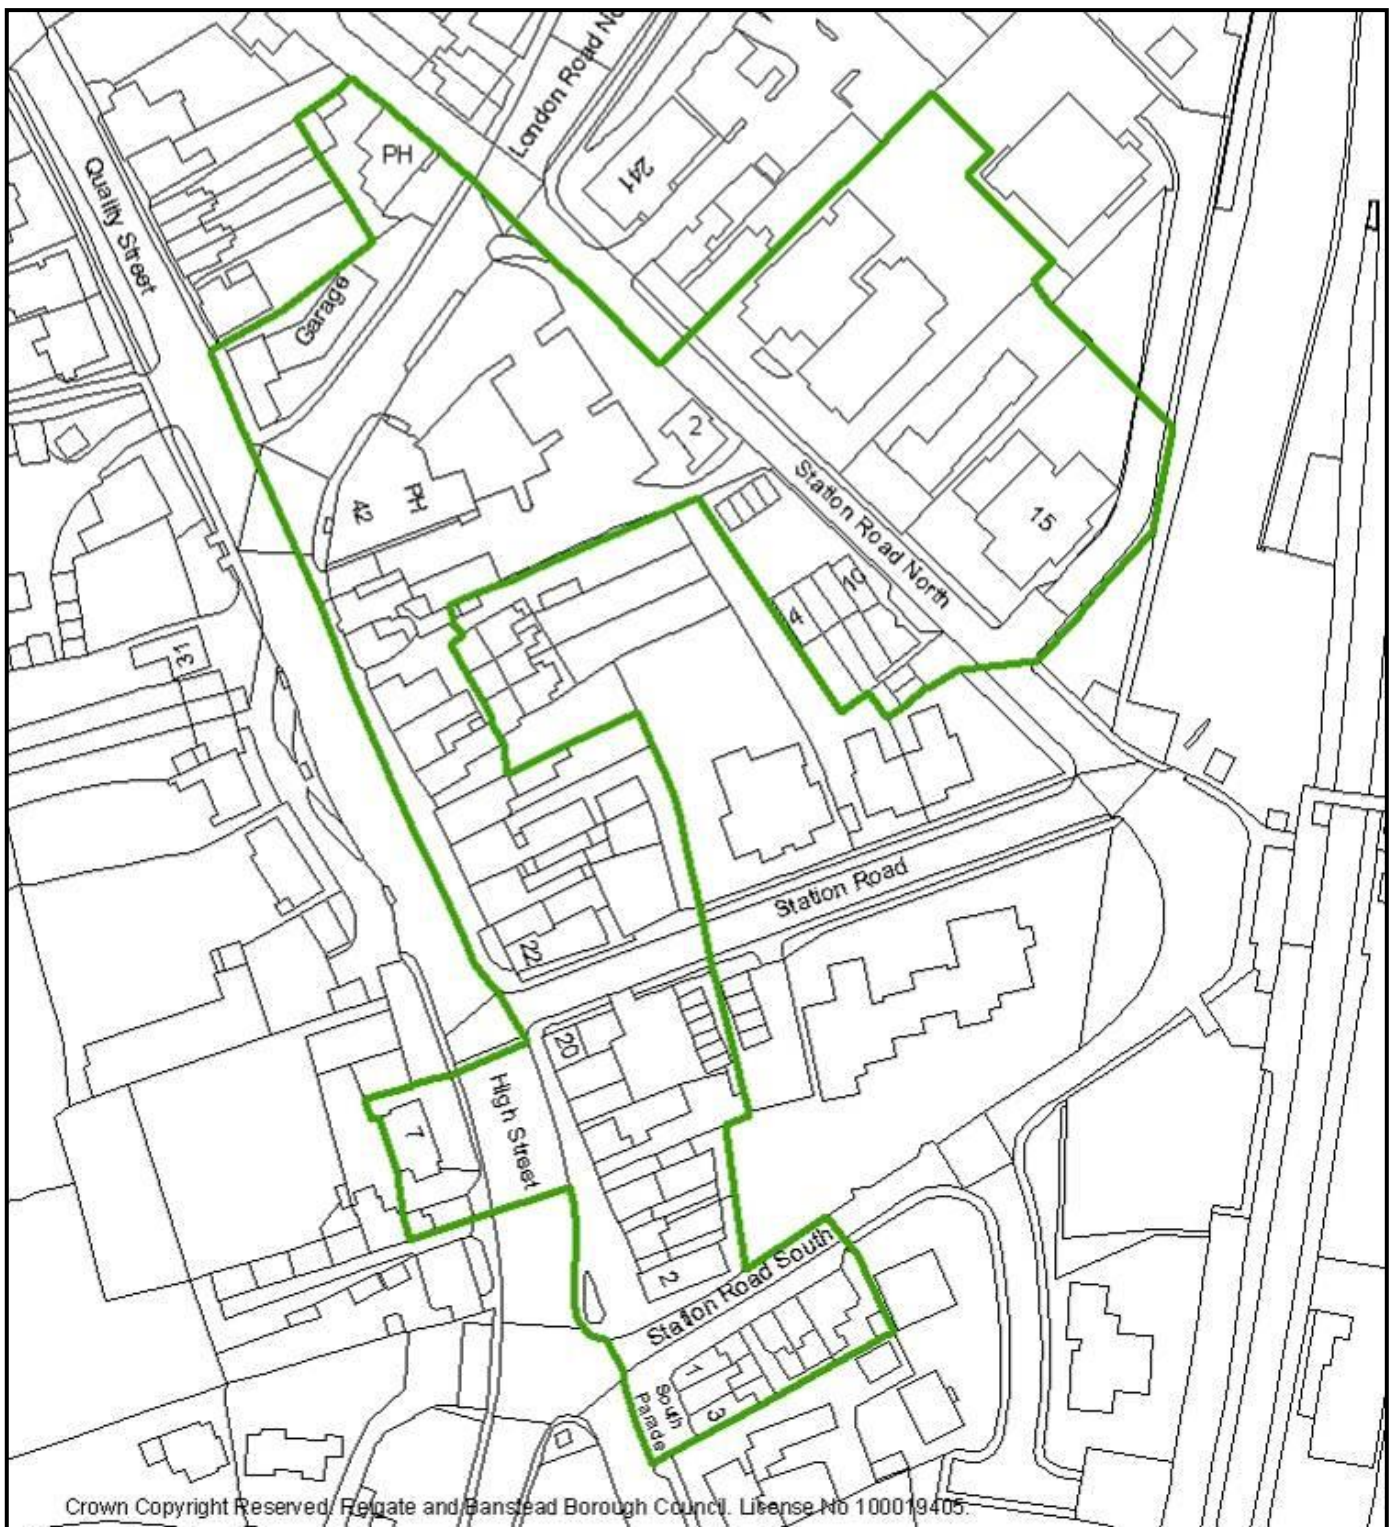 London Road No
PH
241
Quality Street
Garage
2
PH
42
Station Road North
15
10
4
31
Station Road
22
20
High Street
7
2
Station Road South
1
South
Parade
3
Crown Copyright Reserved. Reigate and Banstead Borough Council. License No 100019405.